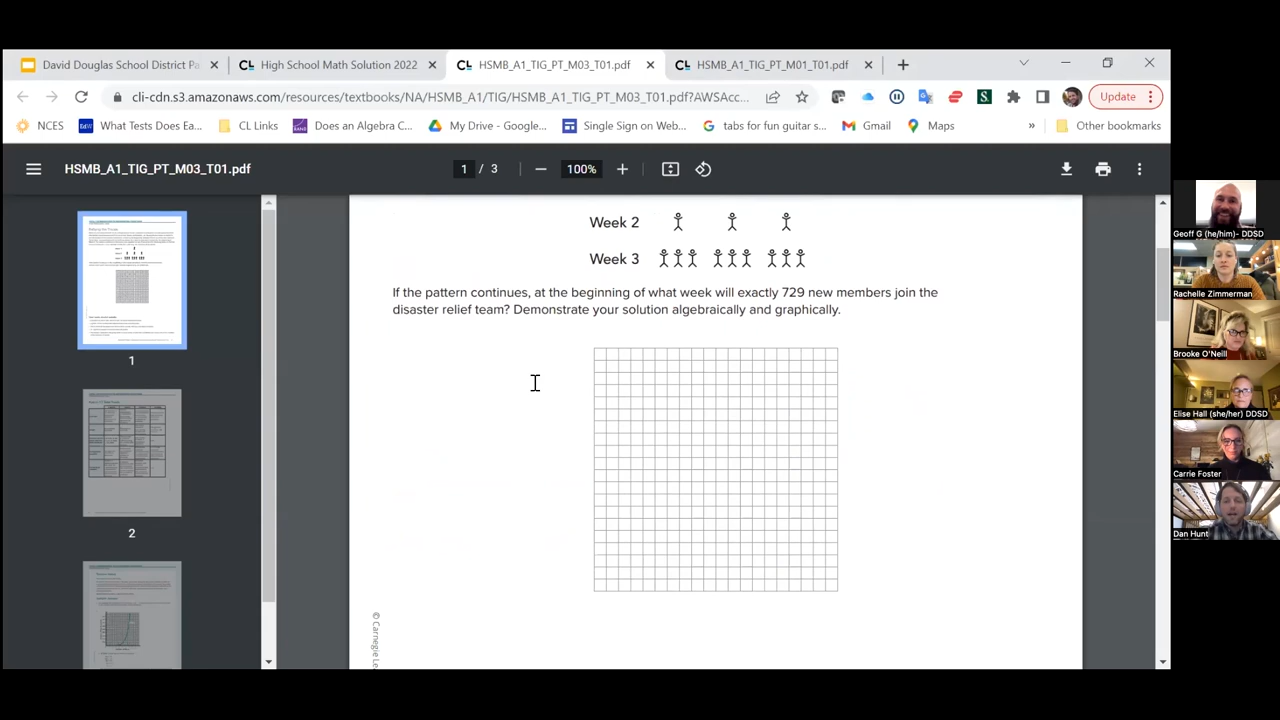 David Douglas School District Pa
High School Math Solution 2022
HSMB_A1_TIG_PT_M03_T01.pdf
HSMB_A1_TIG_PT_M01_T01.pdf
cli-cdn.s3.amazonaws.com/resources/textbooks/NA/HSMB_A1/TIG/HSMB_A1_TIG_PT_M03_T01.pdf?AWSAcc...
Update
NCES
What Tests Does Ea...
CL Links
Does an Algebra C...
My Drive - Google...
Single Sign on Web...
tabs for fun guitar s...
Gmail
Maps
»
Other bookmarks
HSMB_A1_TIG_PT_M03_T01.pdf
1 / 3
100%
1
2
Week 2
Week 3
If the pattern continues, at the beginning of what week will exactly 729 new members join the
disaster relief team? Demonstrate your solution algebraically and graphically.
© Carnegie Le
Geoff G (he/him)- DDSD
Rachelle Zimmerman
Brooke O'Neill
Elise Hall (she/her) DDSD
Carrie Foster
Dan Hunt